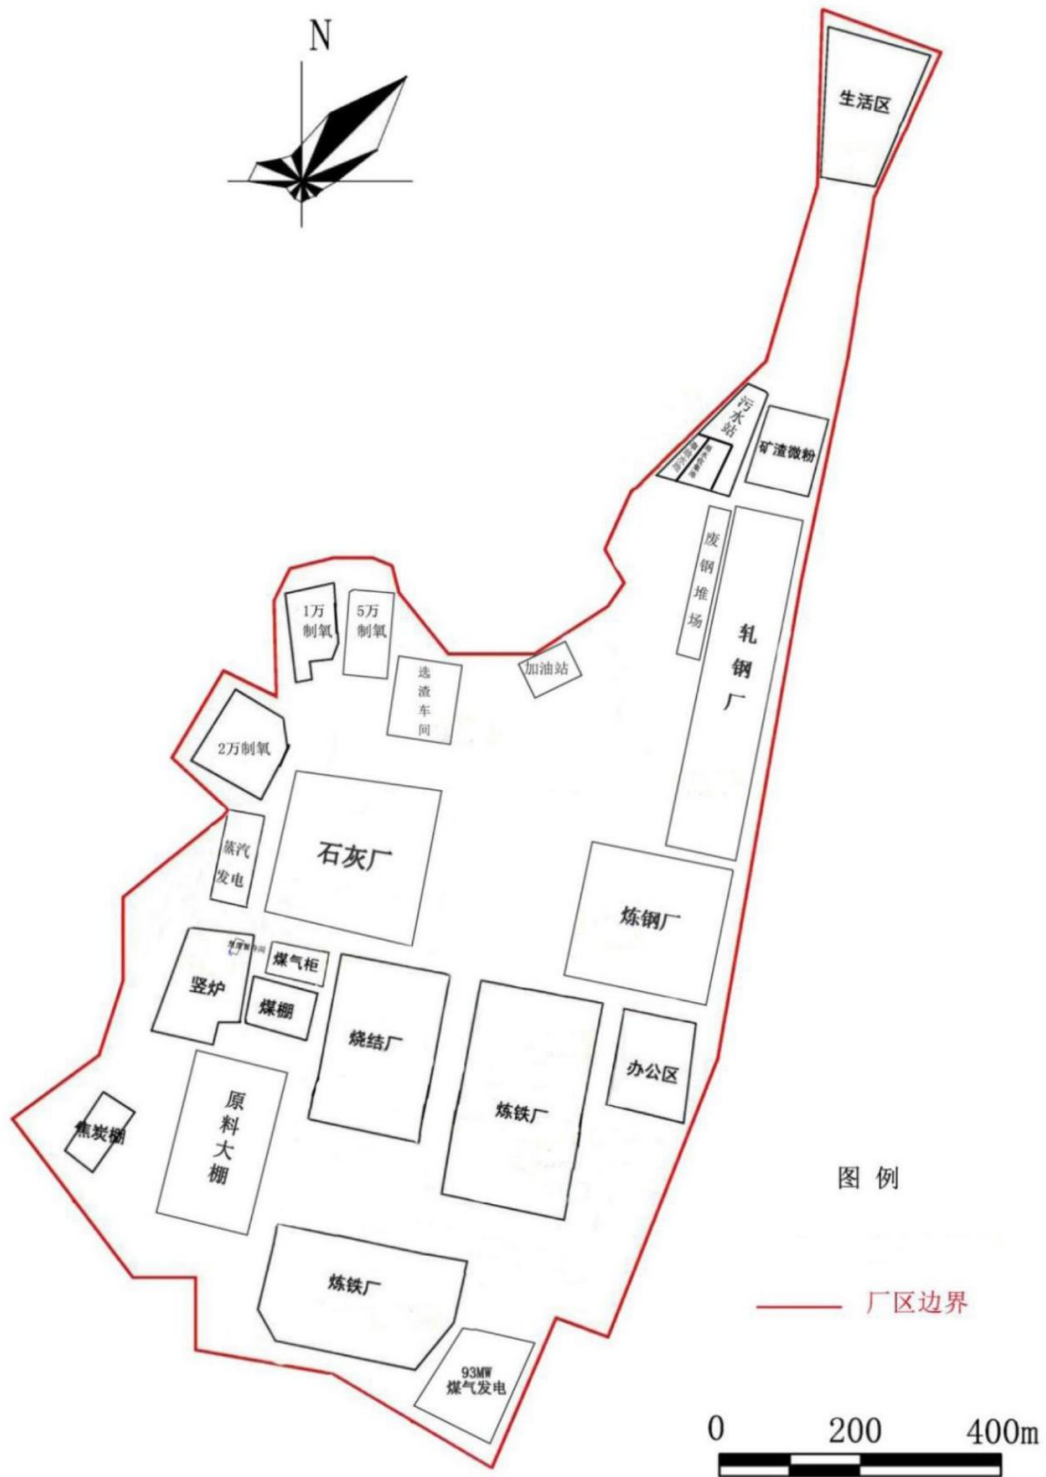 N
生活区
污水站
矿渣微粉
废钢堆场
轧钢厂
1万
制氧
5万
制氧
选渣车间
加油站
2万制氧
石灰厂
蒸汽
发电
炼钢厂
竖炉
煤气柜
煤棚
烧结厂
炼铁厂
办公区
原料大棚
焦炭棚
炼铁厂
93MW
煤气发电
图 例
厂区边界
0 200 400m